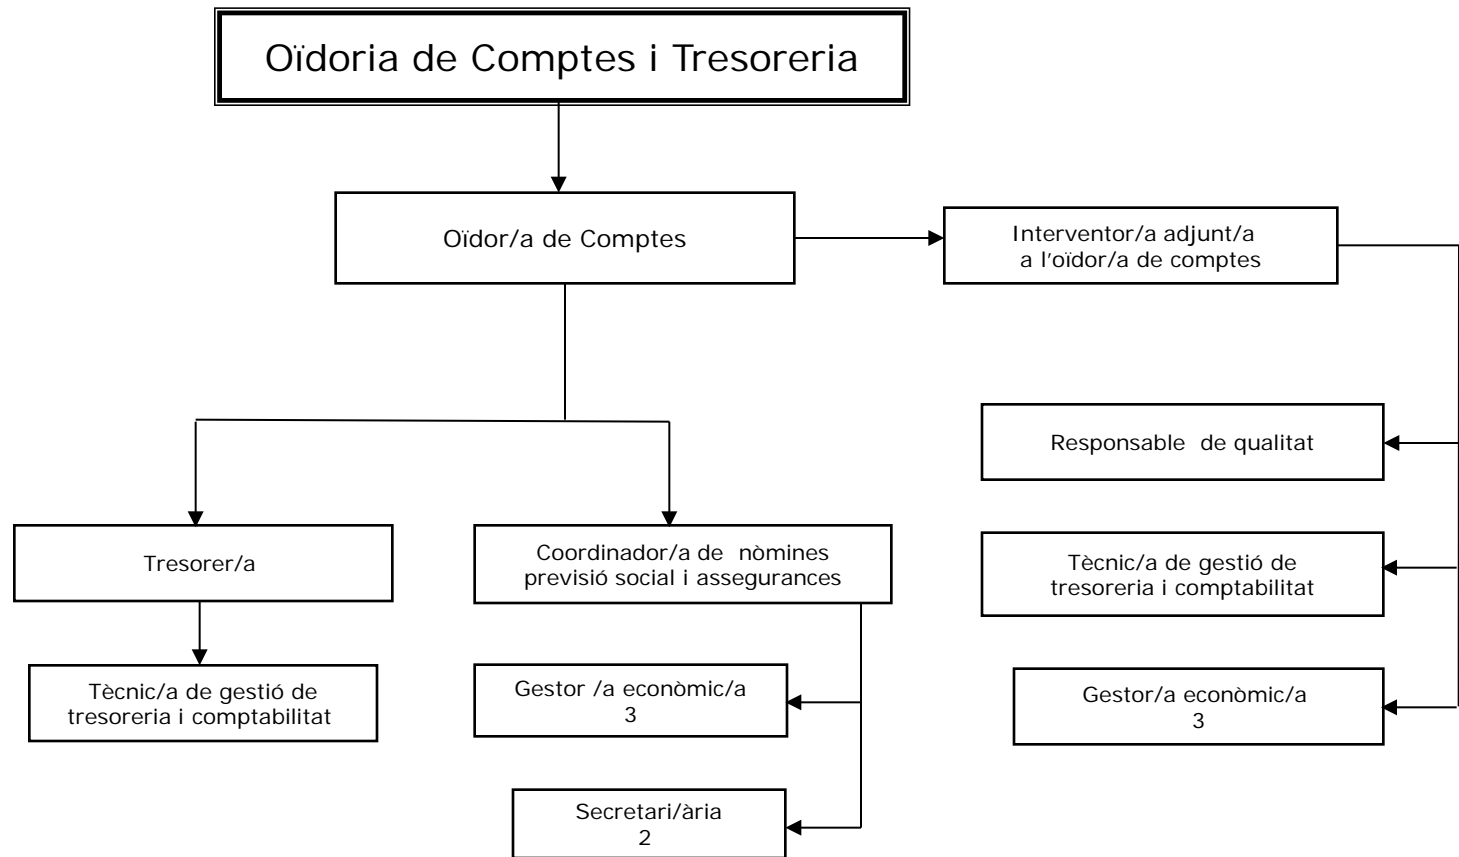 Oïdoria de Comptes i Tresoreria
Oïdor/a de Comptes
Interventor/a adjunt/a
a l'oïdor/a de comptes
Responsable de qualitat
Tresorer/a
Coordinador/a de nòmines
previsió social i assegurances
Tècnic/a de gestió de
tresoreria i comptabilitat
Tècnic/a de gestió de
tresoreria i comptabilitat
Gestor /a econòmic/a
3
Gestor/a econòmic/a
3
Secretari/ària
2